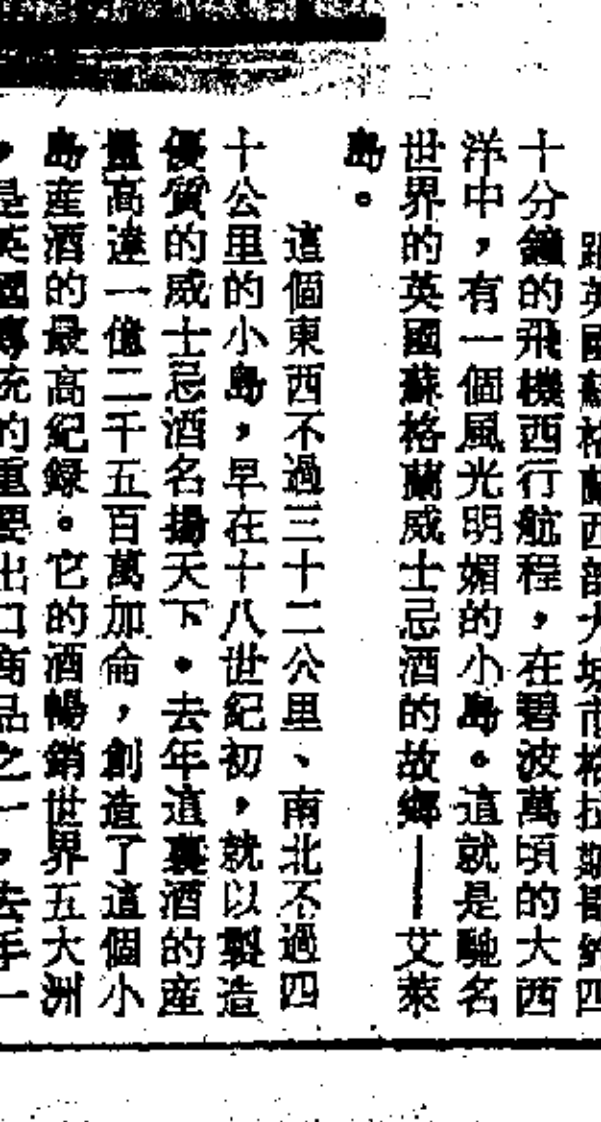 距英國蘇格蘭西部大城市格拉斯哥約四
十分鐘的飛機西行航程，在碧波萬頃的大西
洋中，有一個風光明媚的小島。這就是馳名
世界的英國蘇格蘭威士忌酒的故鄉——艾萊
島。
這個東西不過三十二公里、南北不過四
十公里的小島，早在十八世紀初，就以製造
優質的威士忌酒名揚天下。去年這裏酒的産
量高達一億二千五百萬加侖，創造了這個小
島産酒的最高紀録。它的酒暢銷世界五大洲
，是英國傳統的重要出口商品之一，去年一